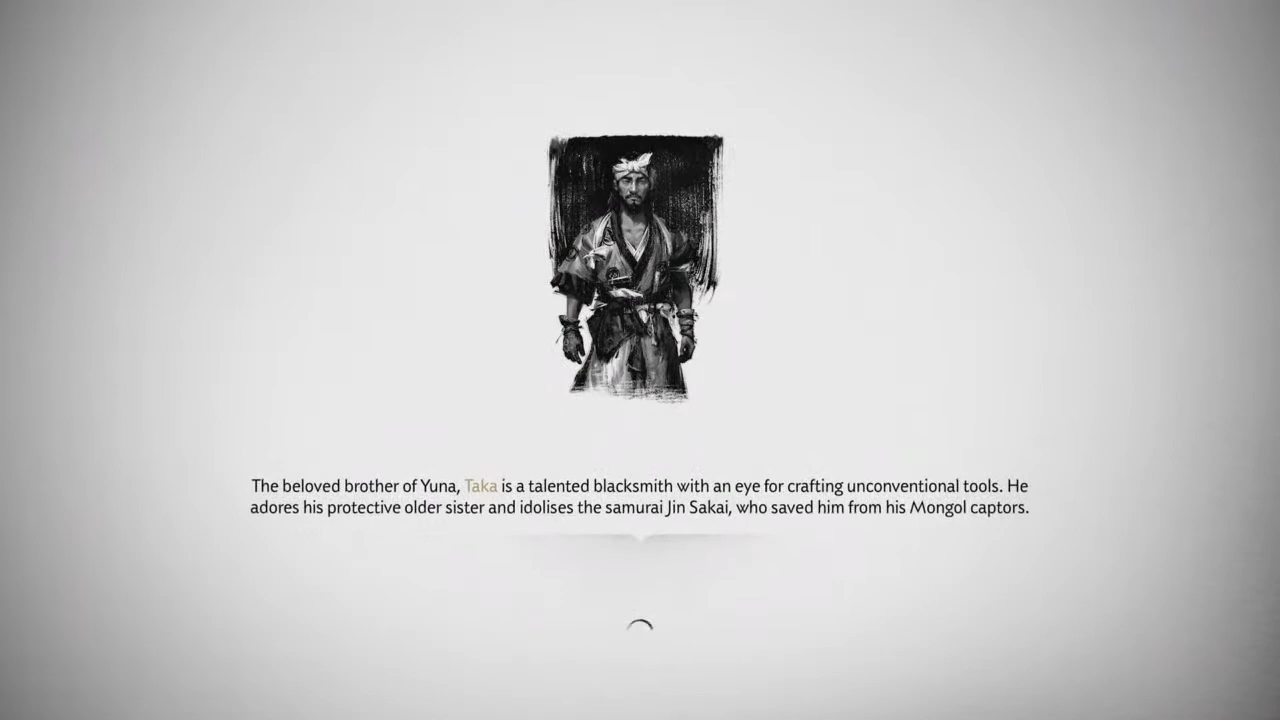 The beloved brother of Yuna, Taka is a talented blacksmith with an eye for crafting unconventional tools. He
adores his protective older sister and idolises the samurai Jin Sakai, who saved him from his Mongol captors.